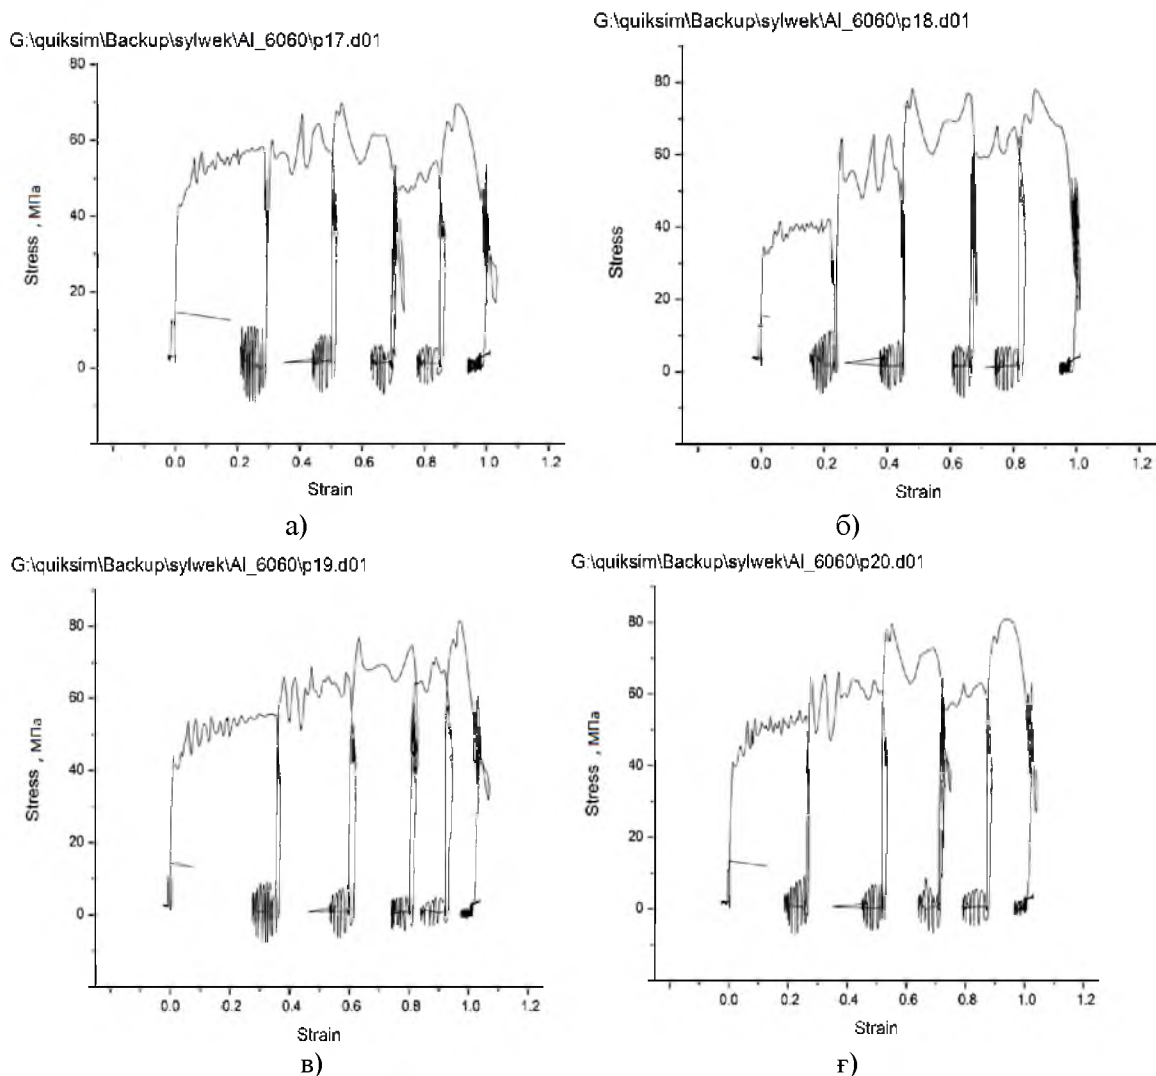 G:\quiksim\Backup\sylwek\Al_6060\p17.d01
80
60
40
20
0
Stress , МПа
0.0 0.2 0.4 0.6 0.8 1.0 1.2
Strain
а)
G:\quiksim\Backup\sylwek\Al_6060\p18.d01
80
60
40
20
0
Stress
0.0 0.2 0.4 0.6 0.8 1.0 1.2
Strain
б)
G:\quiksim\Backup\sylwek\Al_6060\p19.d01
80
60
40
20
0
Stress , МПа
0.0 0.2 0.4 0.6 0.8 1.0 1.2
Strain
в)
G:\quiksim\Backup\sylwek\Al_6060\p20.d01
80
60
40
20
0
Stress , МПа
0.0 0.2 0.4 0.6 0.8 1.0 1.2
Strain
ғ)